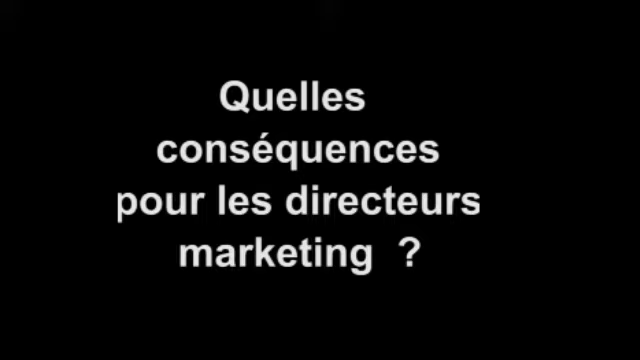 Quelles
conséquences
pour les directeurs
marketing ?